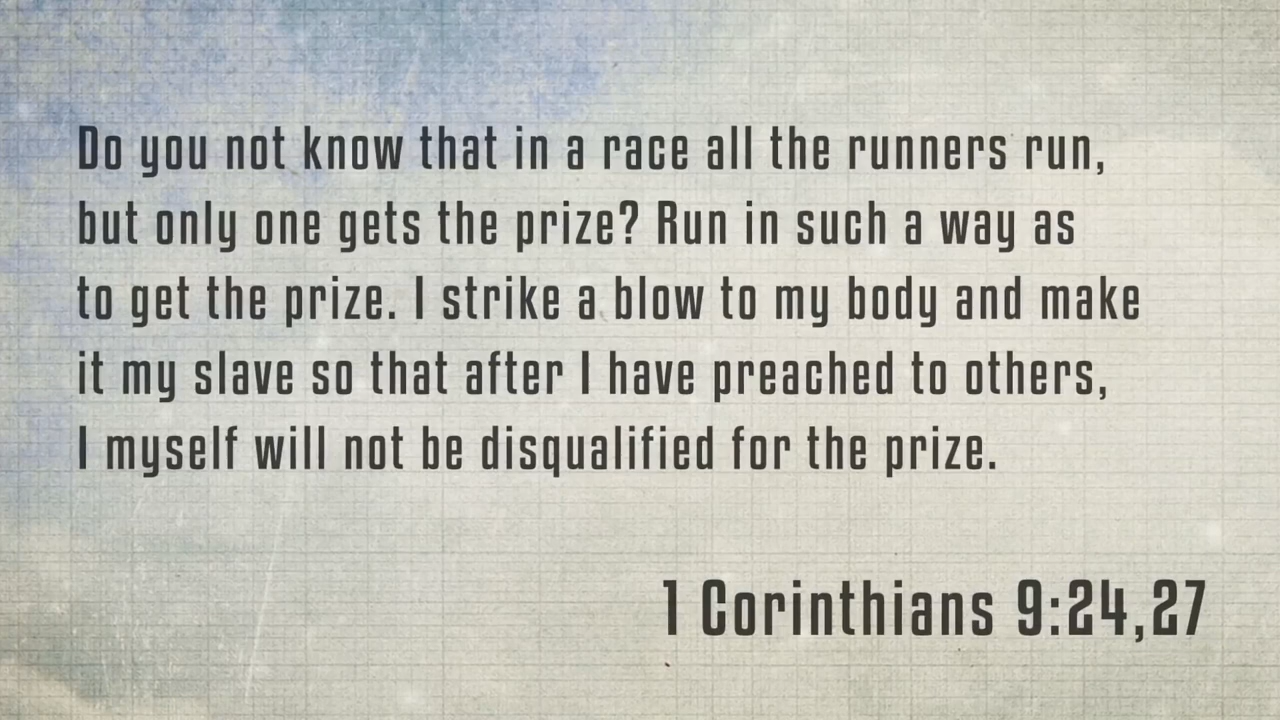 Do you not know that in a race all the runners run,
but only one gets the prize? Run in such a way as
to get the prize. I strike a blow to my body and make
it my slave so that after I have preached to others,
I myself will not be disqualified for the prize.
1 Corinthians 9:24,27